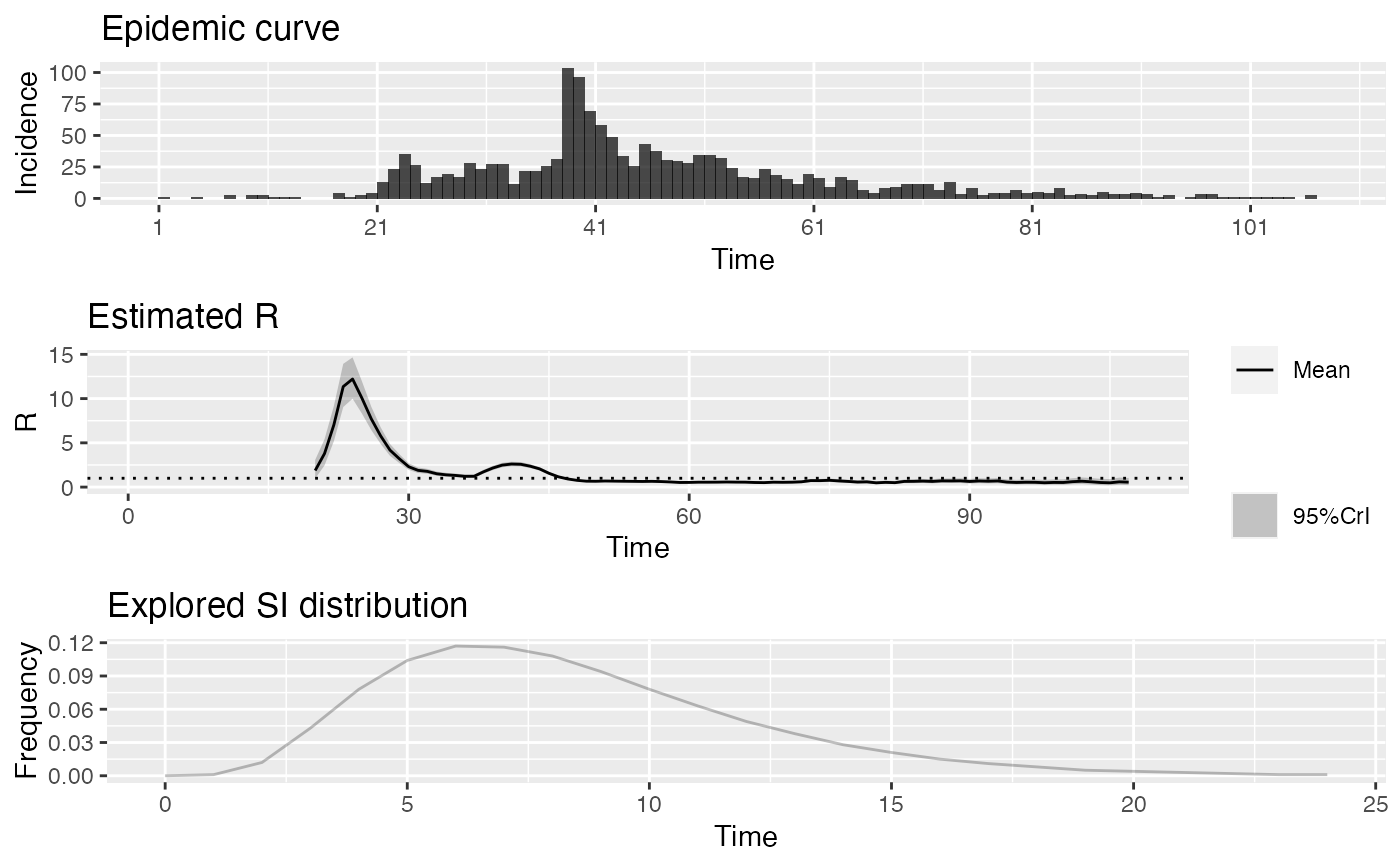 Epidemic curve
Incidence
100
75
50
25
0
1 21 41 61 81 101
Time
Estimated R
R
15
10
5
0
0 30 60 90
Time
Mean
95%CrI
Explored SI distribution
Frequency
0.12
0.09
0.06
0.03
0.00
0 5 10 15 20 25
Time